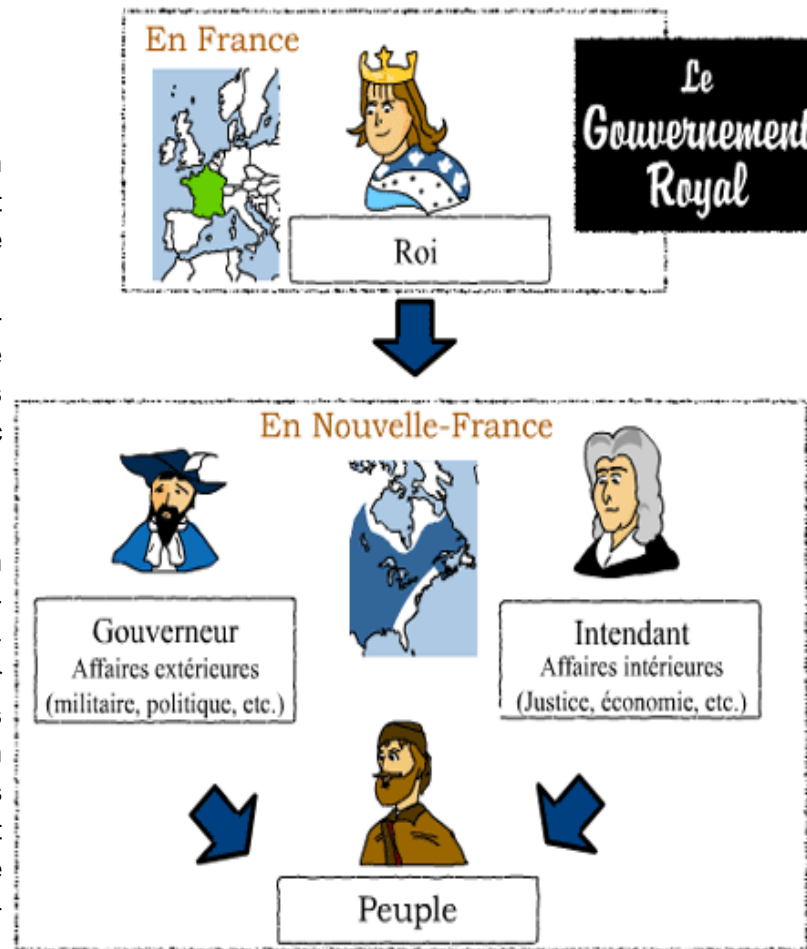 En France
Le
Gouvernement
Royal
Roi
En Nouvelle-France
Gouverneur
Affaires extérieures
(militaire, politique, etc.)
Intendant
Affaires intérieures
(Justice, économie, etc.)
Peuple